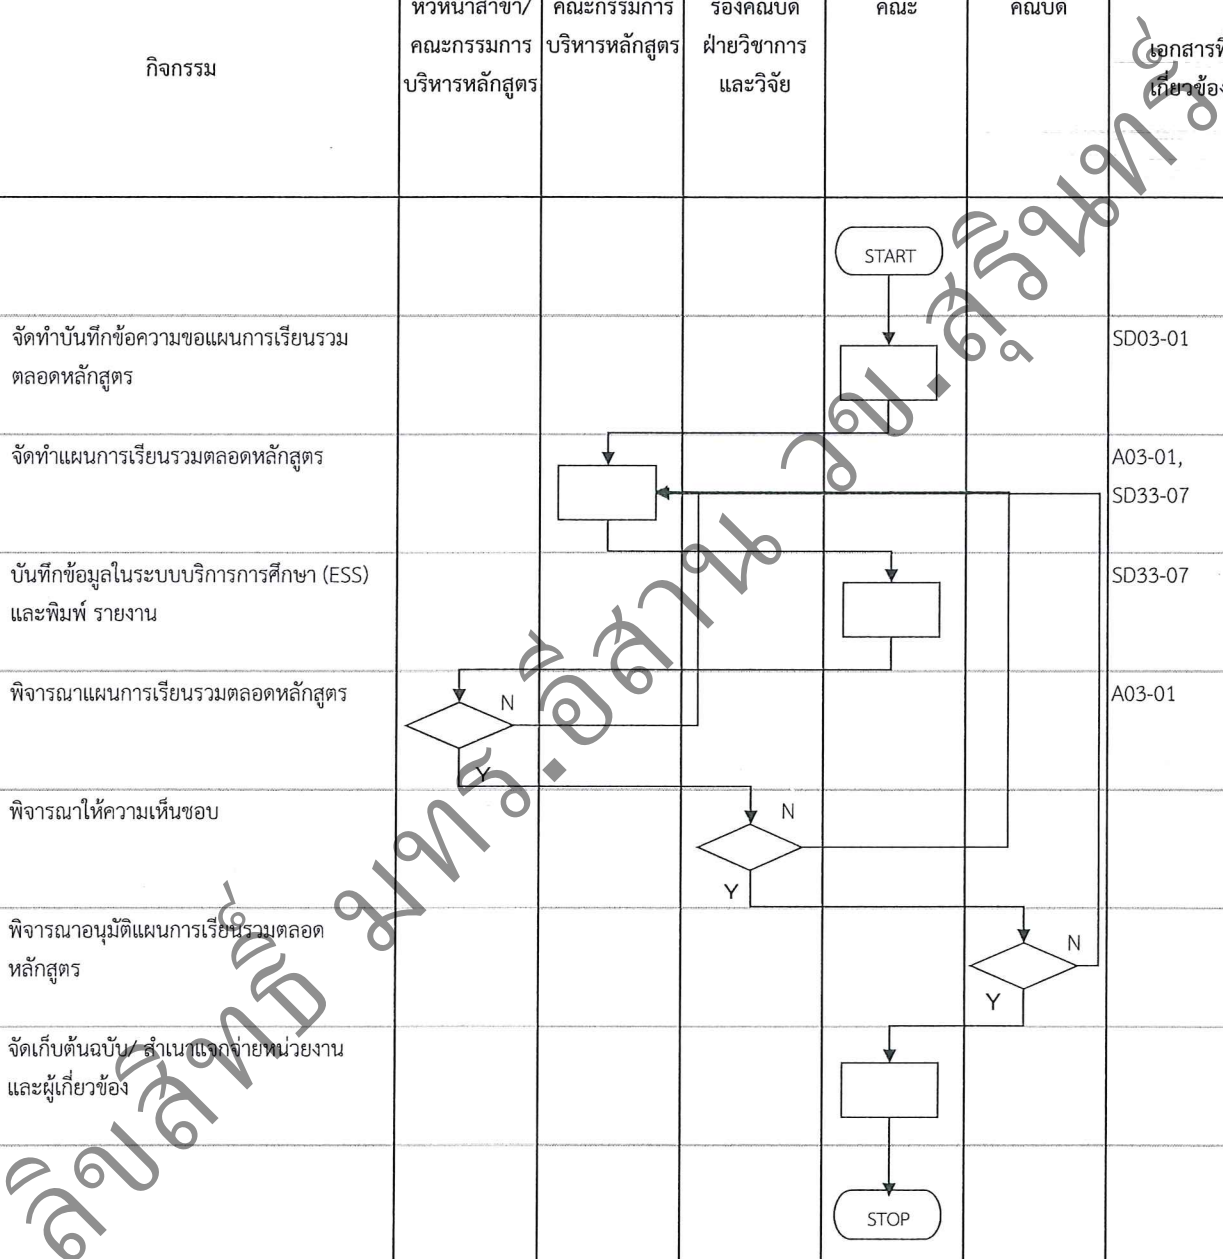 หัวหน้าสาขา/
คณะกรรมการ
บริหารหลักสูตร
คณะกรรมการ
บริหารหลักสูตร
รองคณบดี
ฝ่ายวิชาการ
และวิจัย
คณะ
คณบดี
กิจกรรม
เอกสารที่
เกี่ยวข้อง
START
จัดทำบันทึกข้อความขอแผนการเรียนรวม
ตลอดหลักสูตร
SD03-01
จัดทำแผนการเรียนรวมตลอดหลักสูตร
A03-01,
SD33-07
บันทึกข้อมูลในระบบบริการการศึกษา (ESS)
และพิมพ์ รายงาน
SD33-07
พิจารณาแผนการเรียนรวมตลอดหลักสูตร
N
Y
A03-01
พิจารณาให้ความเห็นชอบ
N
Y
พิจารณาอนุมัติแผนการเรียนรวมตลอด
หลักสูตร
N
Y
จัดเก็บต้นฉบับ/ สำเนาแจกจ่ายหน่วยงาน
และผู้เกี่ยวข้อง
STOP
ลิขสิทธิ์ มทร.อีสาน วข.สุรินทร์